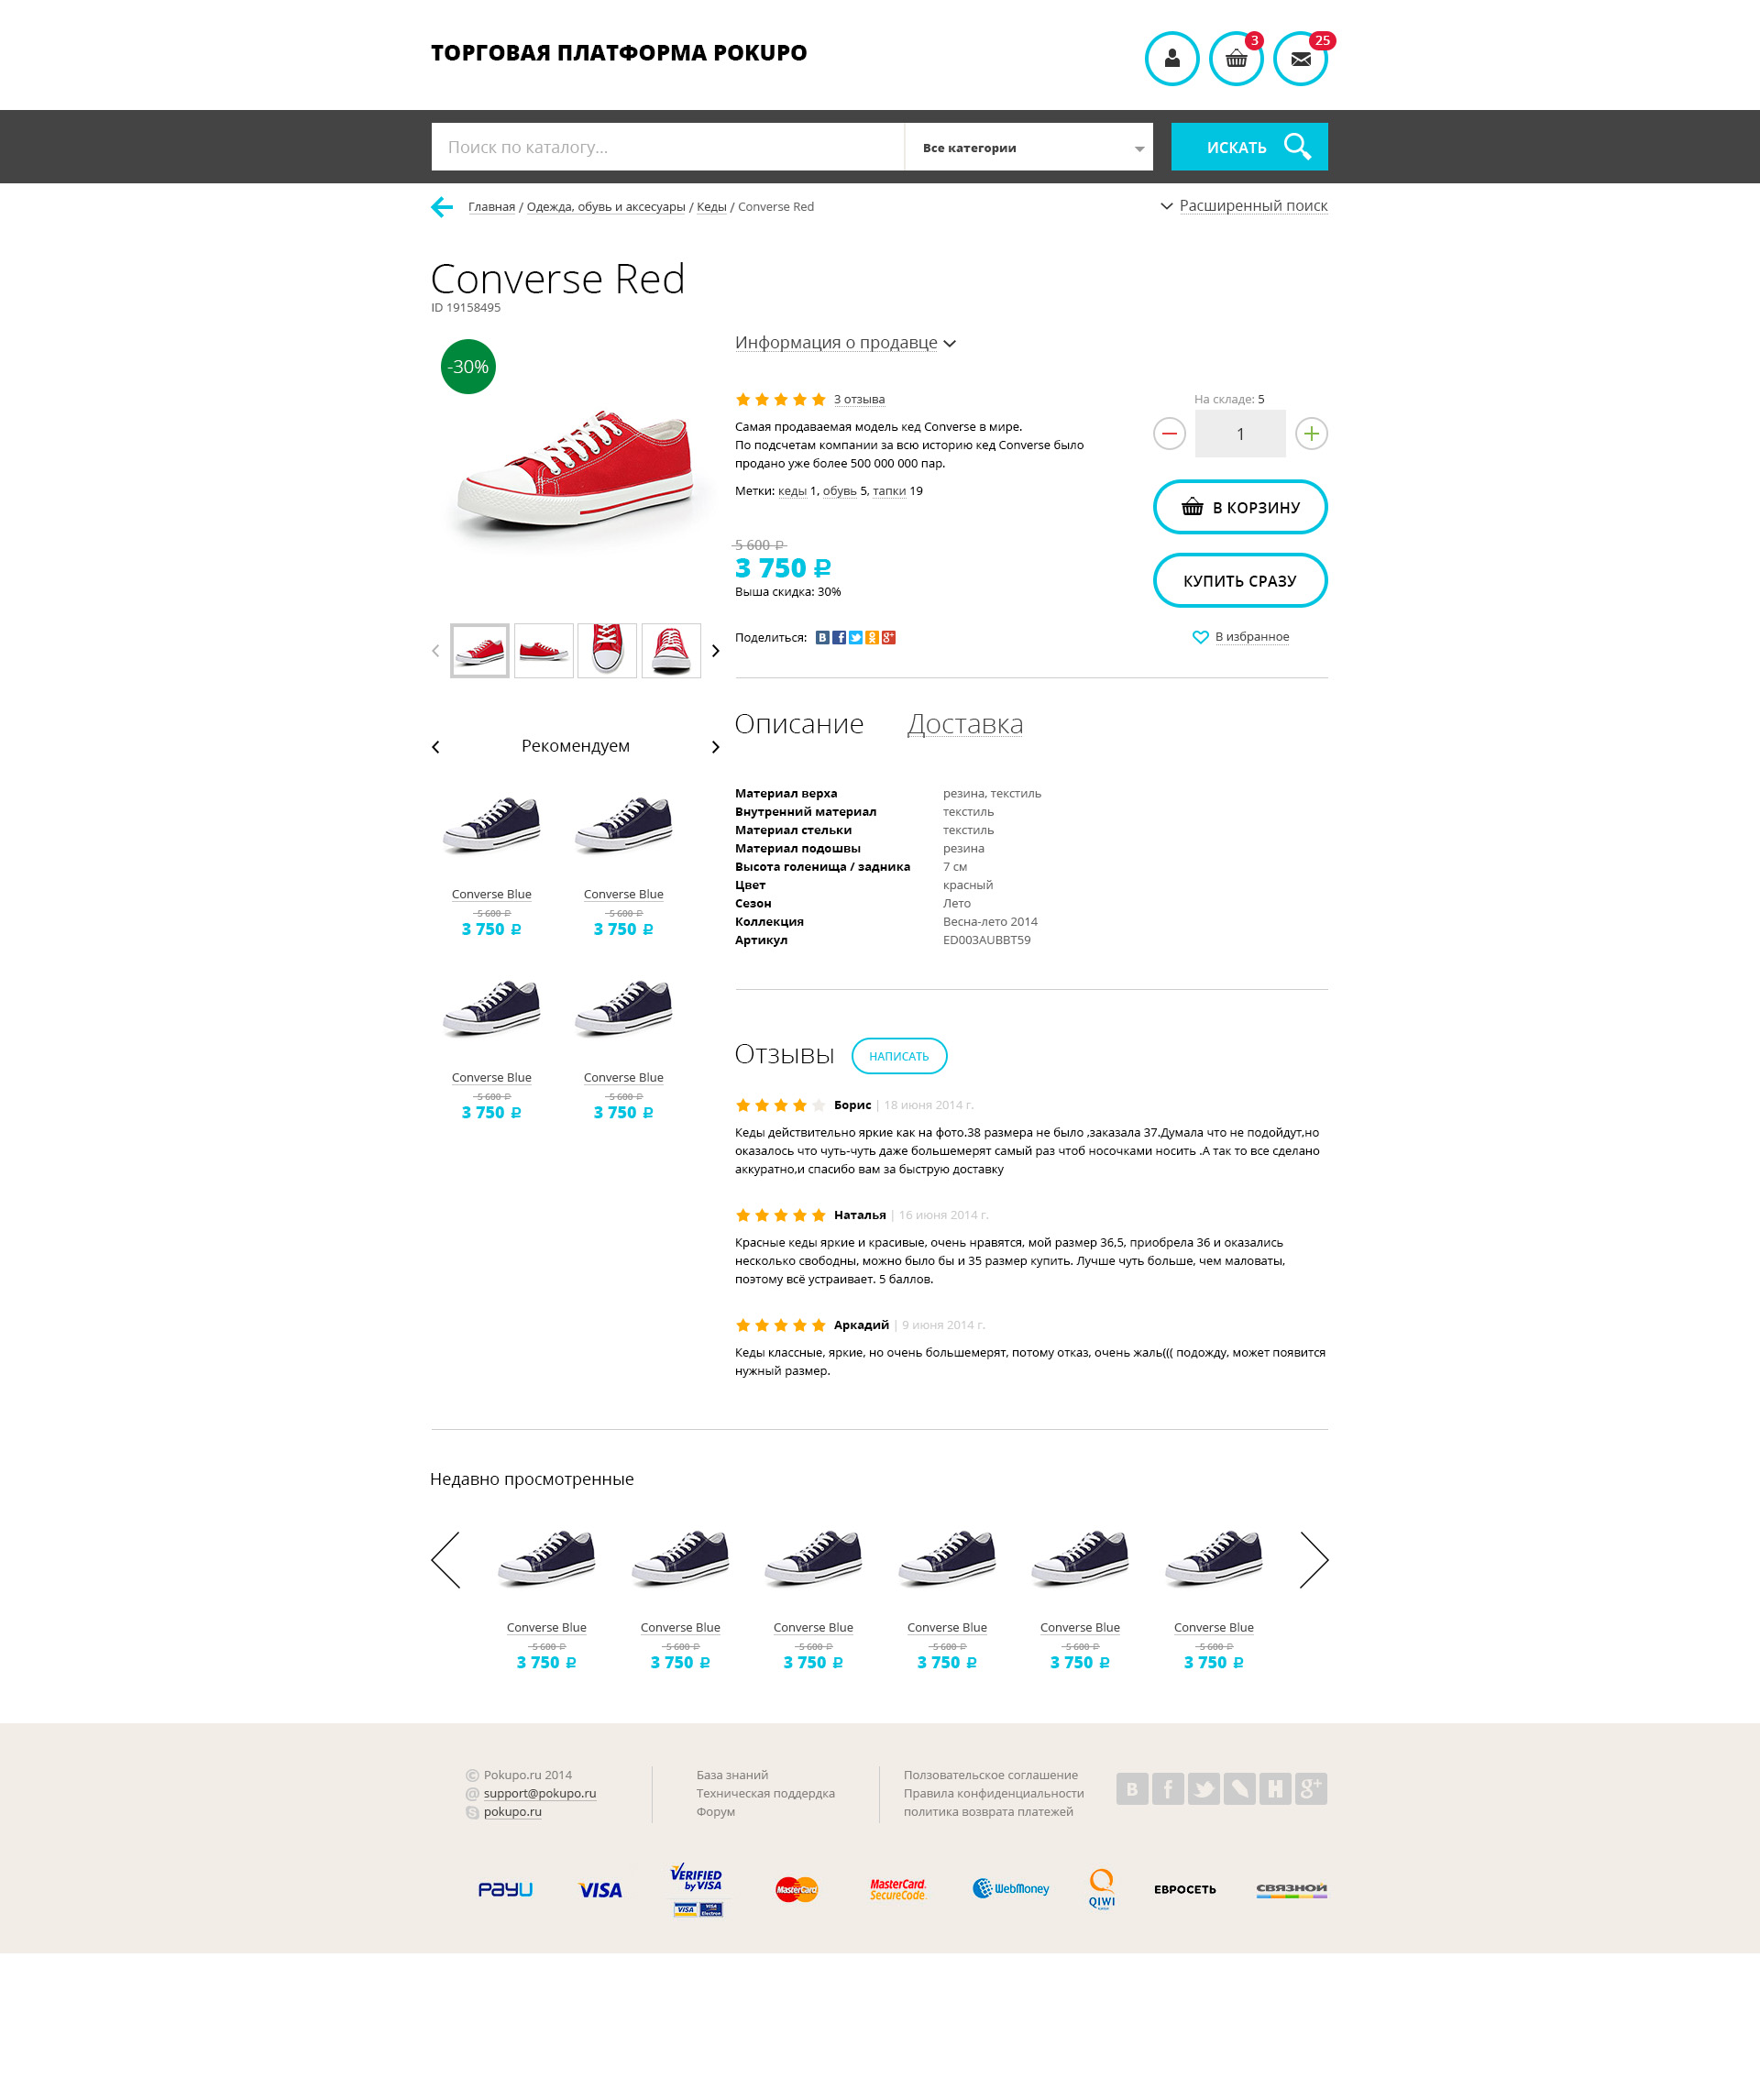 ТОРГОВАЯ ПЛАТФОРМА POKUPO
3
25
Поиск по каталогу...
Все категории
ИСКАТЬ
Главная / Одежда, обувь и аксесуары / Кеды / Converse Red
Расширенный поиск
Converse Red
ID 19158495
-30%
Информация о продавце
3 отзыва
Самая продаваемая модель кед Converse в мире.
По подсчетам компании за всю историю кед Converse было
продано уже более 500 000 000 пар.
Метки: кеды 1, обувь 5, тапки 19
5 600 ₽
3 750 ₽
Выша скидка: 30%
Поделиться:
На складе: 5
1
В КОРЗИНУ
КУПИТЬ СРАЗУ
В избранное
Рекомендуем
Converse Blue
5 600 ₽
3 750 ₽
Converse Blue
5 600 ₽
3 750 ₽
Converse Blue
5 600 ₽
3 750 ₽
Converse Blue
5 600 ₽
3 750 ₽
Описание
Доставка
Материал верха резина, текстиль
Внутренний материал текстиль
Материал стельки текстиль
Материал подошвы резина
Высота голенища / задника 7 см
Цвет красный
Сезон Лето
Коллекция Весна-лето 2014
Артикул ED003AUBBT59
Отзывы
НАПИСАТЬ
Борис | 18 июня 2014 г.
Кеды действительно яркие как на фото.38 размера не было ,заказала 37.Думала что не подойдут,но
оказалось что чуть-чуть даже большемерят самый раз чтоб носочками носить .А так то все сделано
аккуратно,и спасибо вам за быструю доставку
Наталья | 16 июня 2014 г.
Красные кеды яркие и красивые, очень нравятся, мой размер 36,5, приобрела 36 и оказались
несколько свободны, можно было бы и 35 размер купить. Лучше чуть больше, чем маловаты,
поэтому всё устраивает. 5 баллов.
Аркадий | 9 июня 2014 г.
Кеды классные, яркие, но очень большемерят, потому отказ, очень жаль((( подожду, может появится
нужный размер.
Недавно просмотренные
Converse Blue
5 600 ₽
3 750 ₽
Converse Blue
5 600 ₽
3 750 ₽
Converse Blue
5 600 ₽
3 750 ₽
Converse Blue
5 600 ₽
3 750 ₽
Converse Blue
5 600 ₽
3 750 ₽
Converse Blue
5 600 ₽
3 750 ₽
© Pokupo.ru 2014
@ support@pokupo.ru
pokupo.ru
База знаний
Техническая поддердка
Форум
Ползовательское соглашение
Правила конфиденциальности
политика возврата платежей
PayU
VISA
VERIFIED
by VISA
VISA
VISA
Electron
MasterCard
MasterCard.
SecureCode.
WebMoney
QIWI
ЕВРОСЕТЬ
СВЯЗНОЙ